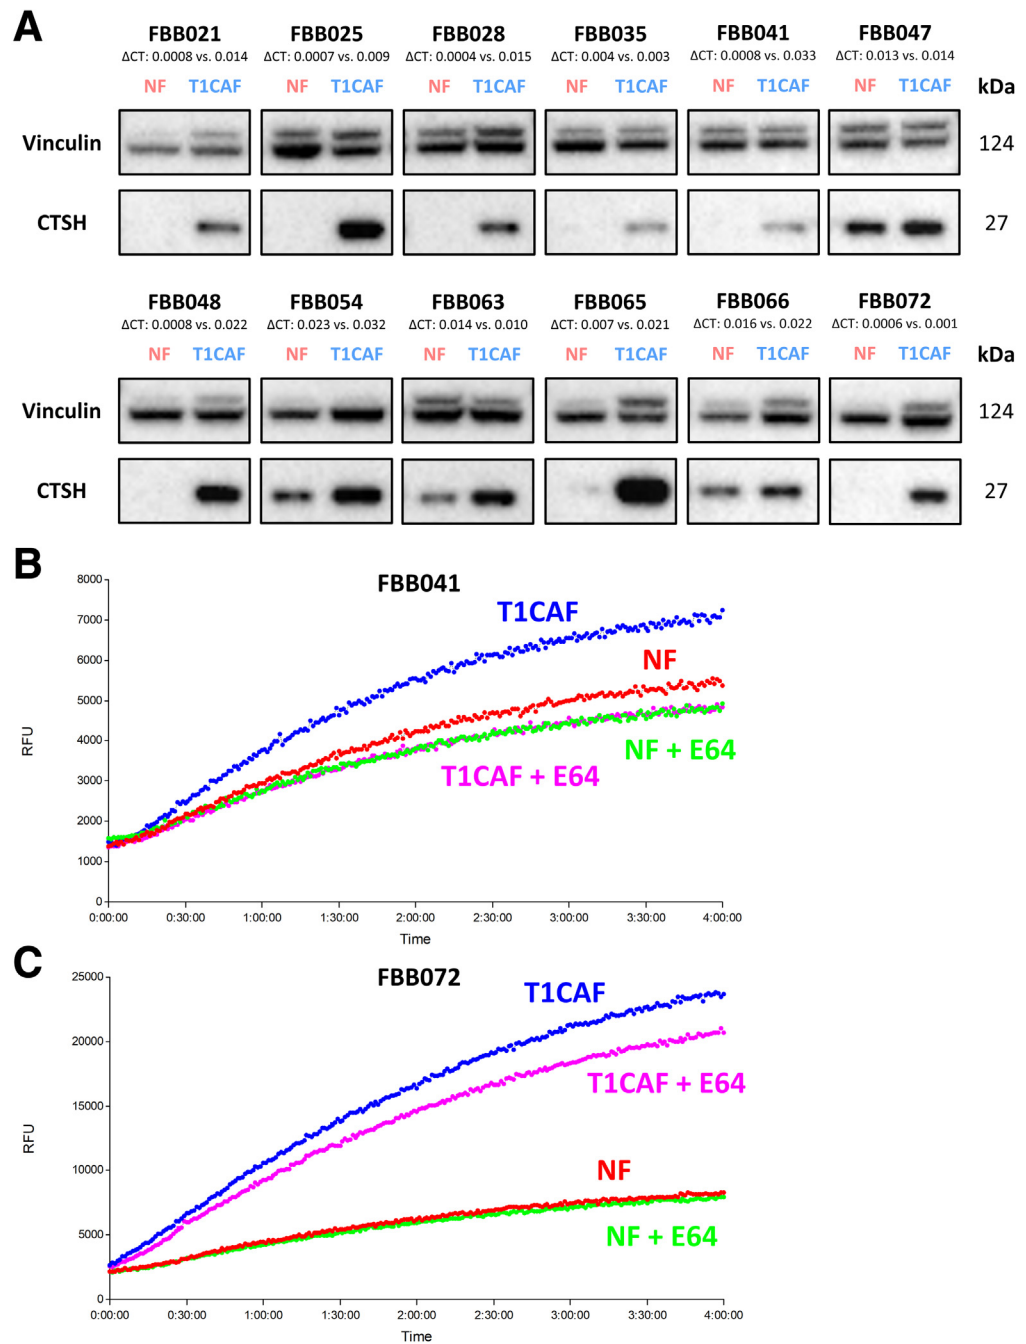 A
FBB021 FBB025 FBB028 FBB035 FBB041 FBB047
ΔCT: 0.0008 vs. 0.014 ΔCT: 0.0007 vs. 0.009 ΔCT: 0.0004 vs. 0.015 ΔCT: 0.004 vs. 0.003 ΔCT: 0.0008 vs. 0.033 ΔCT: 0.013 vs. 0.014
NF T1CAF NF T1CAF NF T1CAF NF T1CAF NF T1CAF NF T1CAF kDa
Vinculin 124
CTSH 27
FBB048 FBB054 FBB063 FBB065 FBB066 FBB072
ΔCT: 0.0008 vs. 0.022 ΔCT: 0.023 vs. 0.032 ΔCT: 0.014 vs. 0.010 ΔCT: 0.007 vs. 0.021 ΔCT: 0.016 vs. 0.022 ΔCT: 0.0006 vs. 0.001
NF T1CAF NF T1CAF NF T1CAF NF T1CAF NF T1CAF NF T1CAF kDa
Vinculin 124
CTSH 27
B
FBB041
8000
7000
6000
5000
4000
3000
2000
1000
0
RFU
T1CAF
NF
NF + E64
T1CAF + E64
0:00:00 0:30:00 1:00:00 1:30:00 2:00:00 2:30:00 3:00:00 3:30:00 4:00:00
Time
C
FBB072
25000
20000
15000
10000
5000
0
RFU
T1CAF
T1CAF + E64
NF
NF + E64
0:00:00 0:30:00 1:00:00 1:30:00 2:00:00 2:30:00 3:00:00 3:30:00 4:00:00
Time